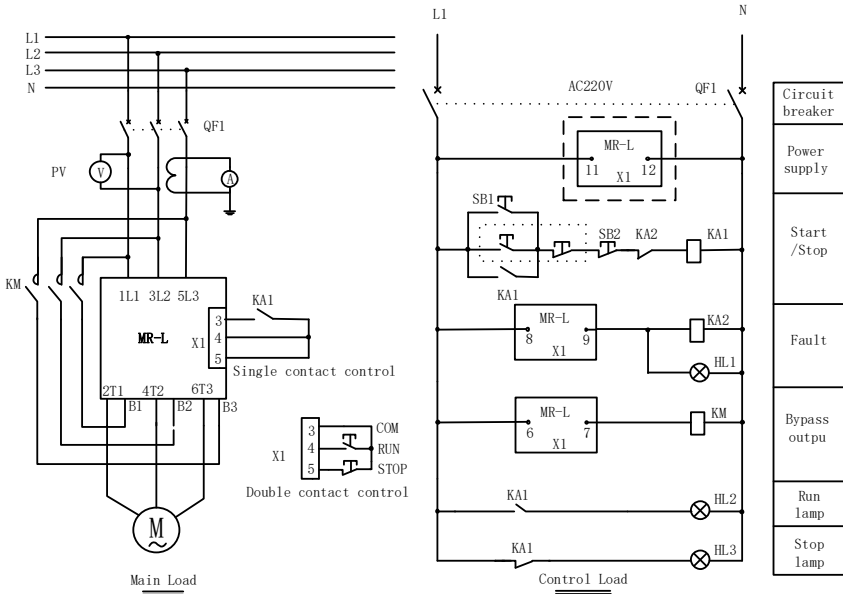 L1
L2
L3
N
QF1
PV
V
A
KM
1L1 3L2 5L3
MR-L
X1
3
4
5
KA1
Single contact control
2T1 4T2 6T3
B1 B2 B3
X1
3
4
5
COM
RUN
STOP
Double contact control
M
~
Main Load
L1
N
AC220V
QF1
MR-L
11 12
X1
SB1
SB2 KA2 KA1
KA1
MR-L
8 9
X1
KA2
HL1
MR-L
6 7
X1
KM
KA1
HL2
KA1
HL3
Control Load
Circuit
breaker
Power
supply
Start
/Stop
Fault
Bypass
outpu
Run
lamp
Stop
lamp